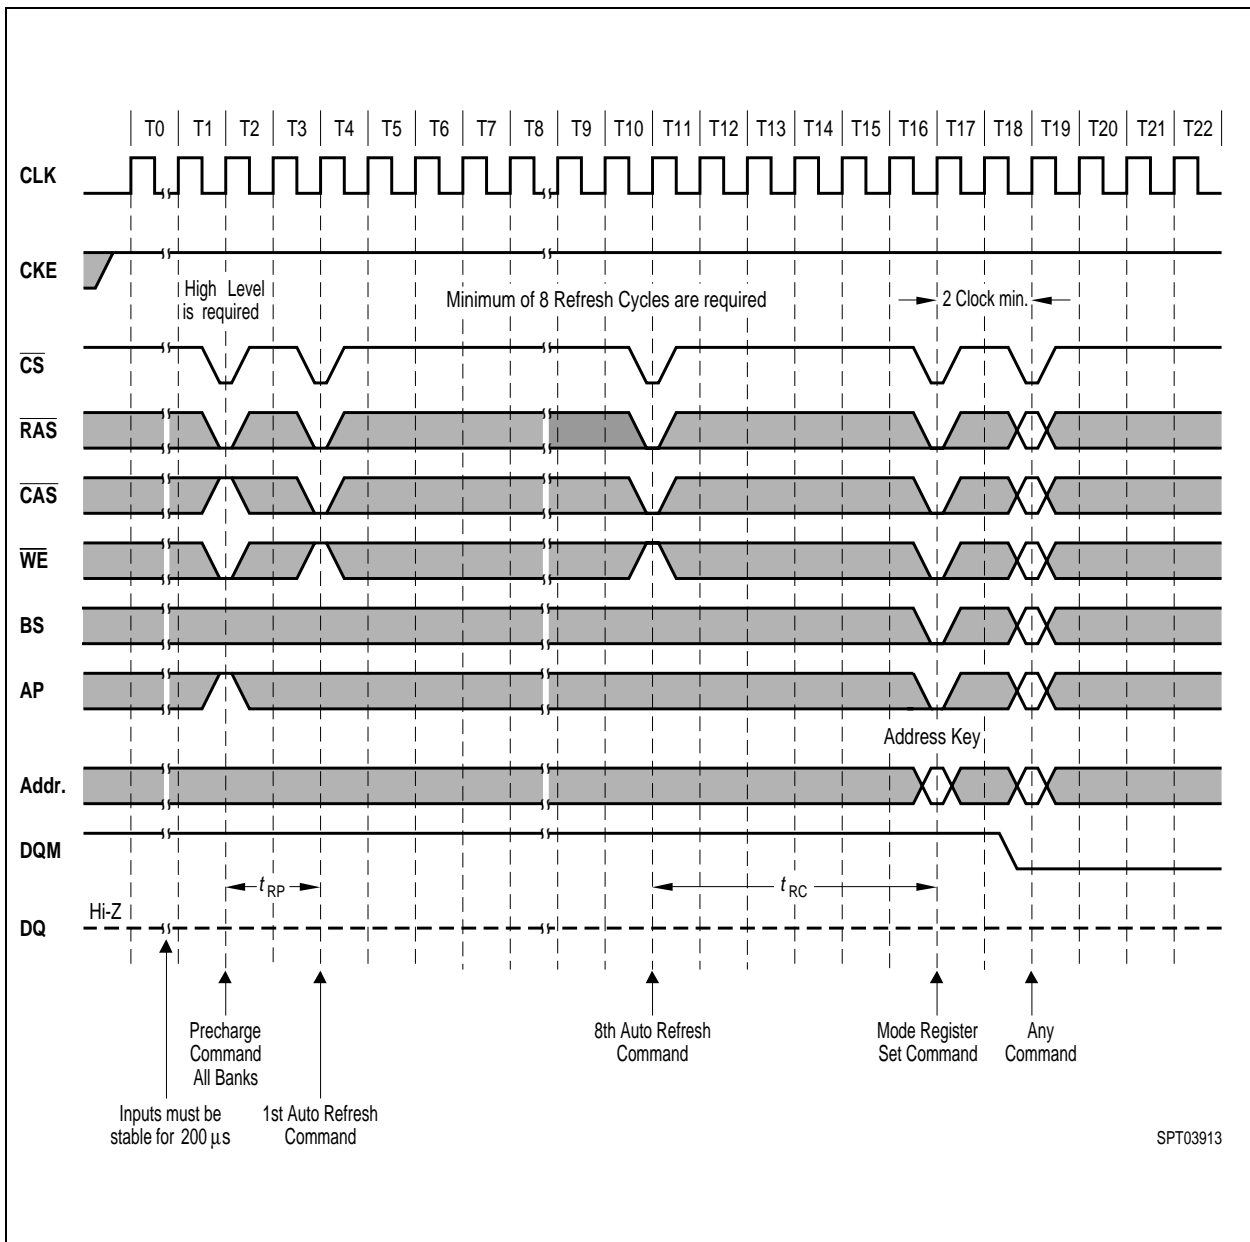 T0 T1 T2 T3 T4 T5 T6 T7 T8 T9 T10 T11 T12 T13 T14 T15 T16 T17 T18 T19 T20 T21 T22
CLK
CKE
High Level
is required
Minimum of 8 Refresh Cycles are required
2 Clock min.
CS
RAS
CAS
WE
BS
AP
Address Key
Addr.
DQM
tRP
tRC
Hi-Z
DQ
Precharge
Command
All Banks
8th Auto Refresh
Command
Mode Register
Set Command
Any
Command
Inputs must be
stable for 200 µs
1st Auto Refresh
Command
SPT03913